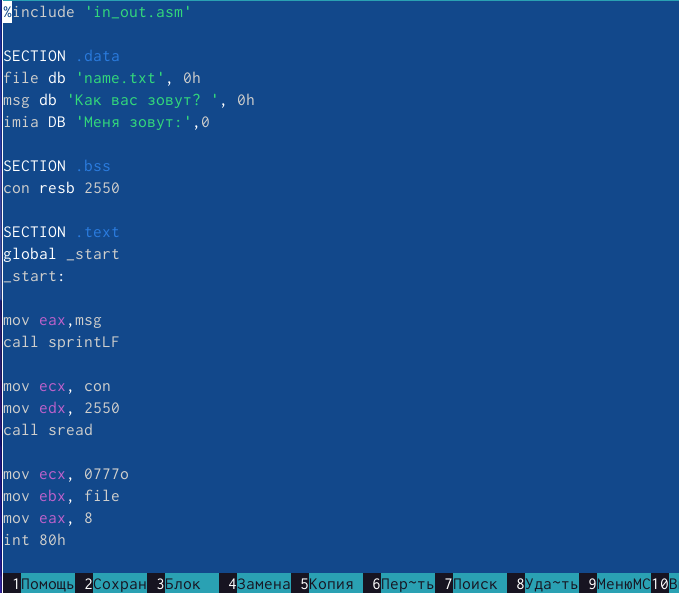 %include 'in_out.asm'
SECTION .data
file db 'name.txt', 0h
msg db 'Как вас зовут? ', 0h
imia DB 'Меня зовут:',0
SECTION .bss
con resb 2550
SECTION .text
global _start
_start:
mov eax,msg
call sprintLF
mov ecx, con
mov edx, 2550
call sread
mov ecx, 0777o
mov ebx, file
mov eax, 8
int 80h
1Помощь 2Сохран 3Блок 4Замена 5Копия 6Пер~ть 7Поиск 8Уда~ть 9МенюMC 10В